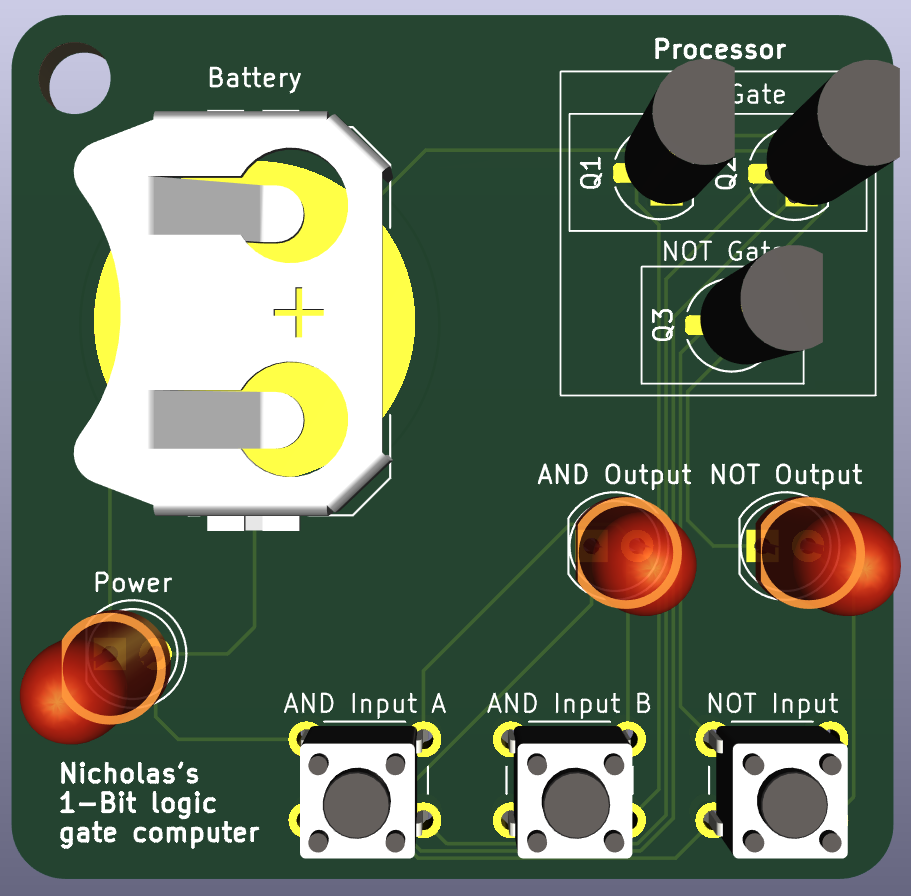 Processor
Battery
Gate
Q1
Q2
NOT Gate
Q3
+
AND Output
NOT Output
Power
AND Input A
AND Input B
NOT Input
Nicholas's
1-Bit logic
gate computer